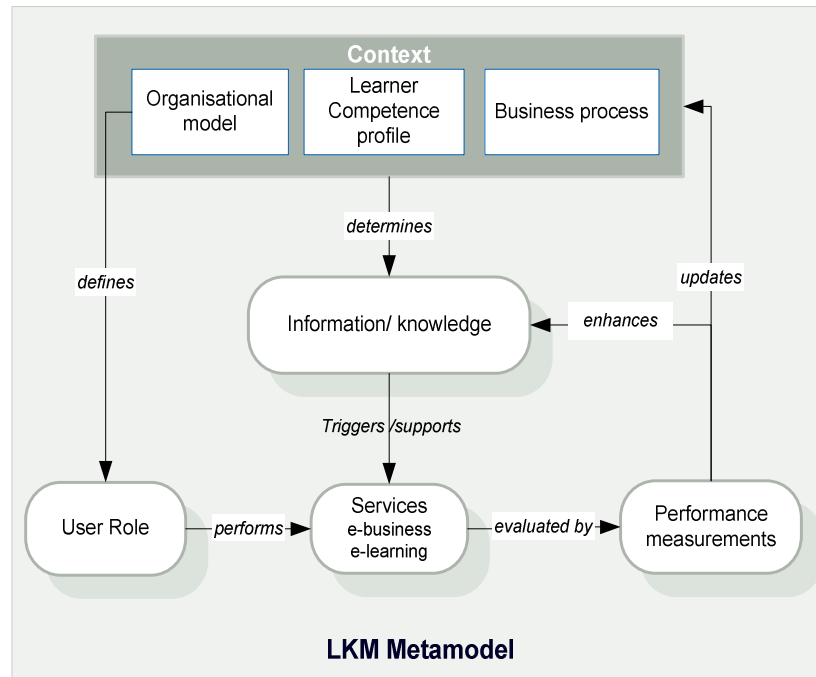 Context
Organisational
model
Learner
Competence
profile
Business process
determines
defines
updates
Information/ knowledge
enhances
Triggers /supports
User Role
performs
Services
e-business
e-learning
evaluated by
Performance
measurements
LKM Metamodel